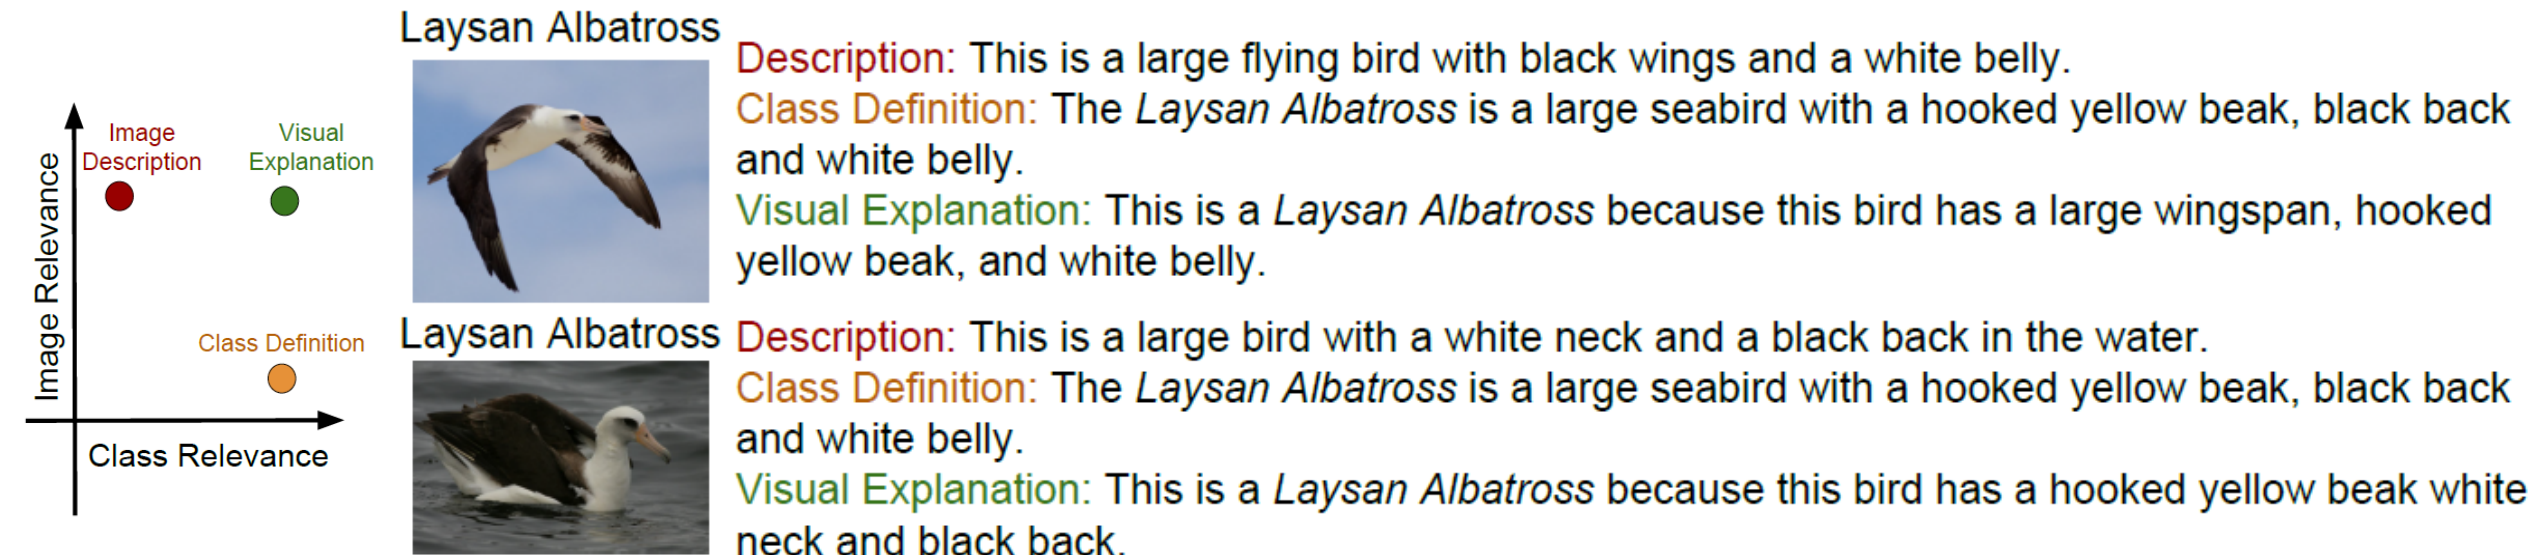 Image Relevance
Image
Description
Visual
Explanation
Class Definition
Class Relevance
Laysan Albatross
Description: This is a large flying bird with black wings and a white belly.
Class Definition: The Laysan Albatross is a large seabird with a hooked yellow beak, black back
and white belly.
Visual Explanation: This is a Laysan Albatross because this bird has a large wingspan, hooked
yellow beak, and white belly.
Laysan Albatross
Description: This is a large bird with a white neck and a black back in the water.
Class Definition: The Laysan Albatross is a large seabird with a hooked yellow beak, black back
and white belly.
Visual Explanation: This is a Laysan Albatross because this bird has a hooked yellow beak white
neck and black back.